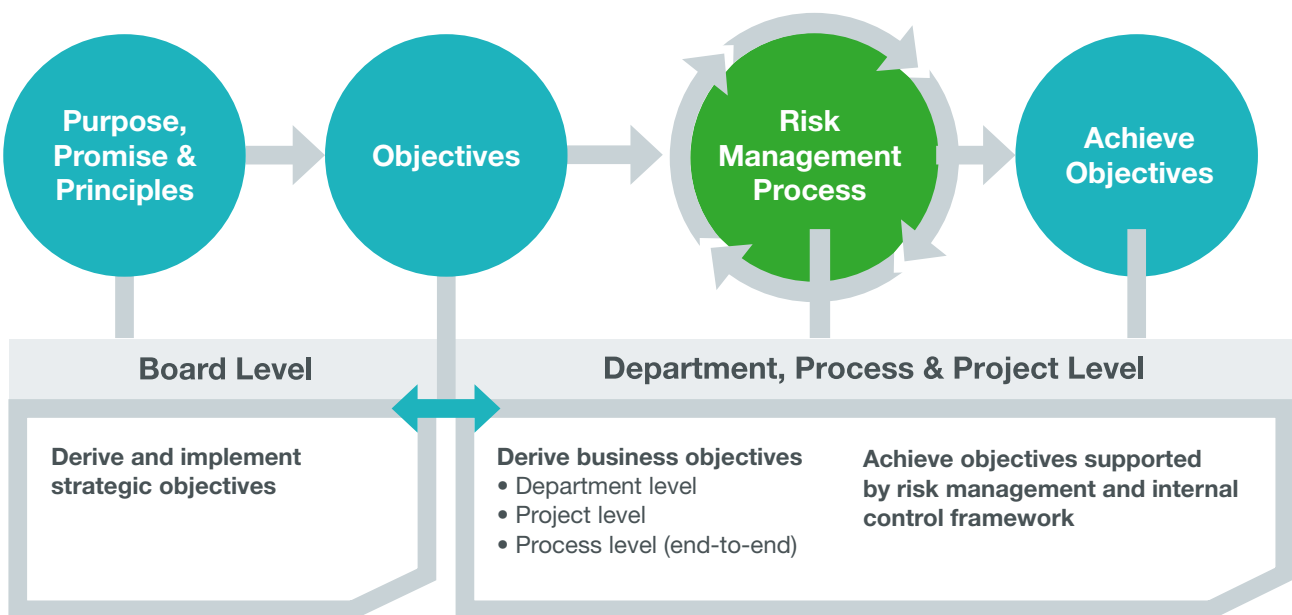 Purpose,
Promise &
Principles
Objectives
Risk
Management
Process
Achieve
Objectives
Board Level
Department, Process & Project Level
Derive and implement
strategic objectives
Derive business objectives
• Department level
• Project level
• Process level (end-to-end)
Achieve objectives supported
by risk management and internal
control framework